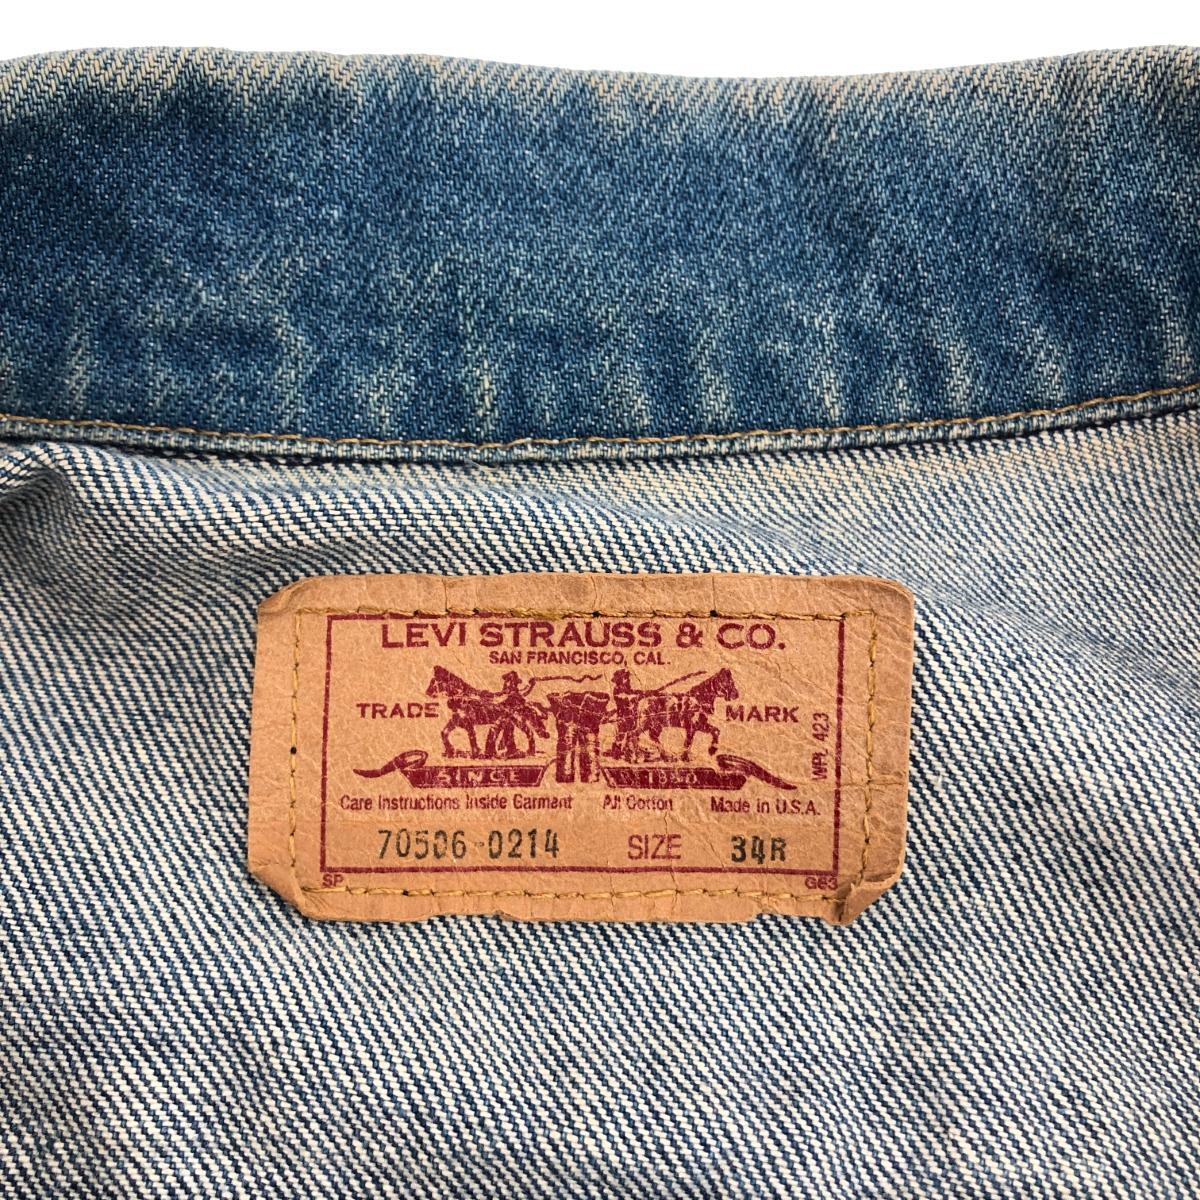 LEVI STRAUSS & CO.
SAN FRANCISCO, CAL.
TRADE MARK
WPL 423
SINCE 1850
Care Instructions Inside Garment All Cotton Made in U.S.A.
70506-0214 SIZE 34R
SP G63